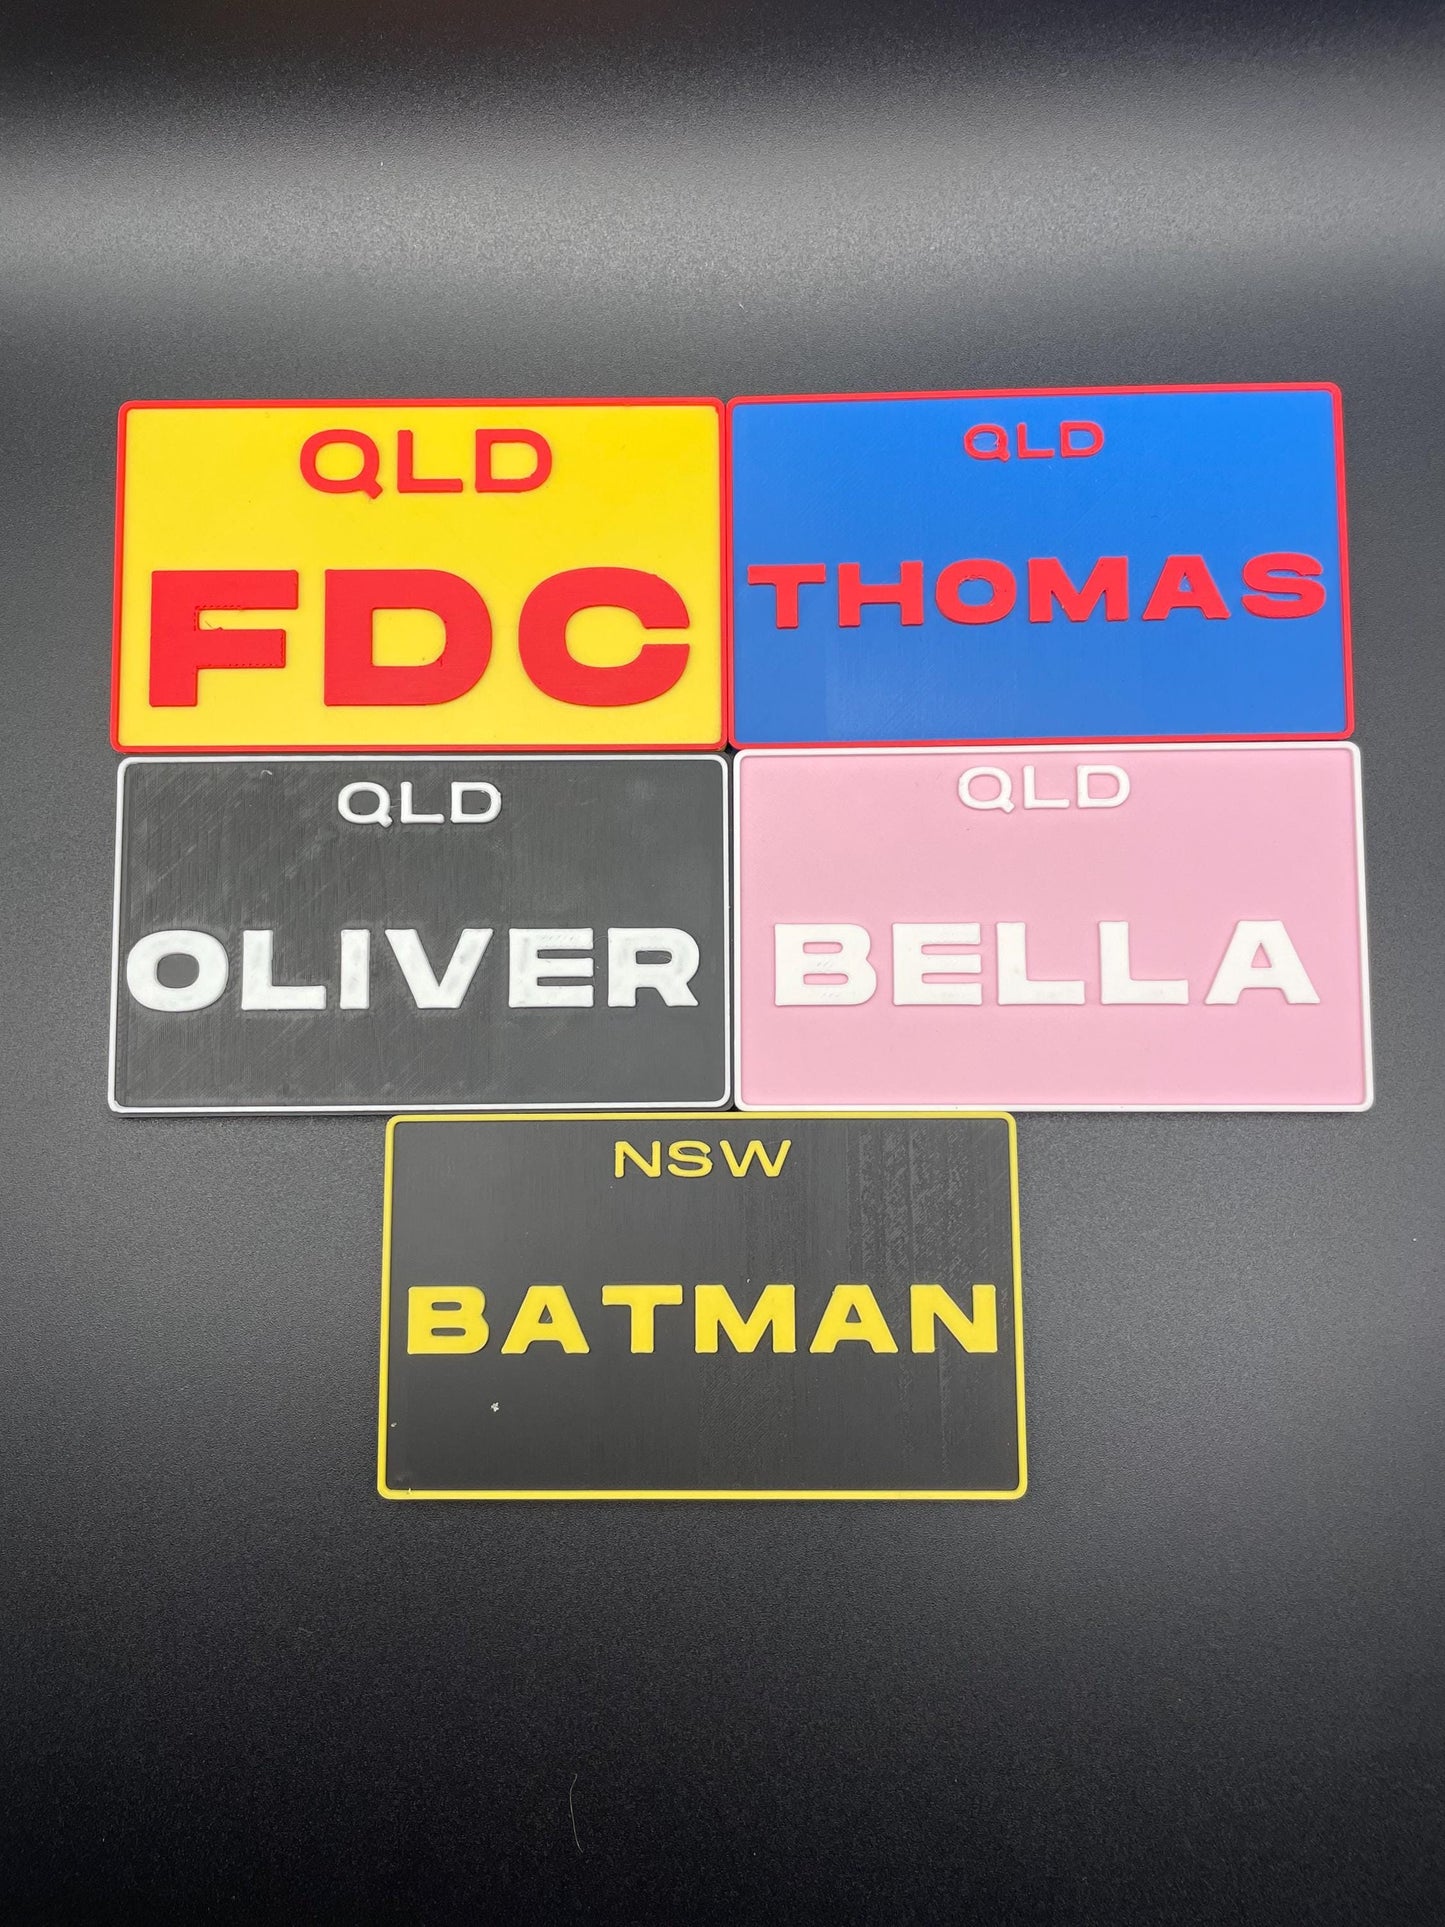 QLD
FDC
QLD
THOMAS
QLD
OLIVER
QLD
BELLA
NSW
BATMAN